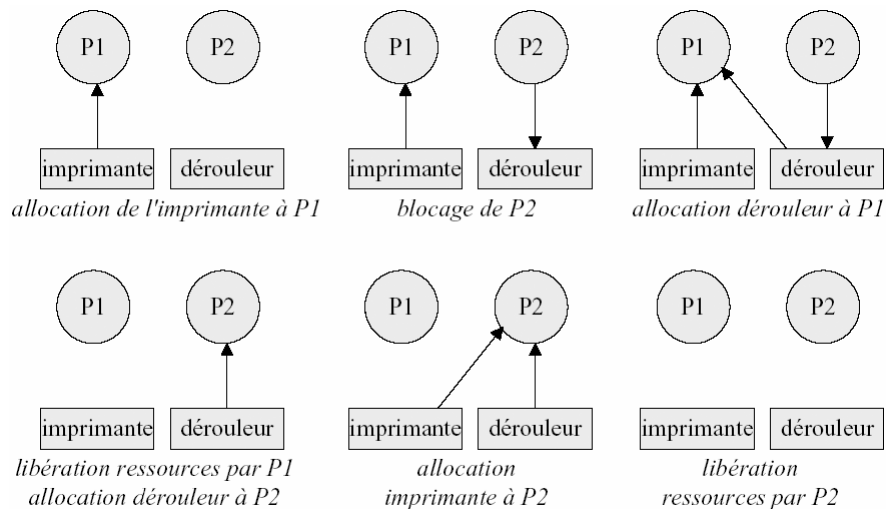 P1 P2 P1 P2 P1 P2
imprimante dérouleur imprimante dérouleur imprimante dérouleur
allocation de l'imprimante à P1 blocage de P2 allocation dérouleur à P1
P1 P2 P1 P2 P1 P2
imprimante dérouleur imprimante dérouleur imprimante dérouleur
libération ressources par P1 allocation libération
allocation dérouleur à P2 imprimante à P2 ressources par P2